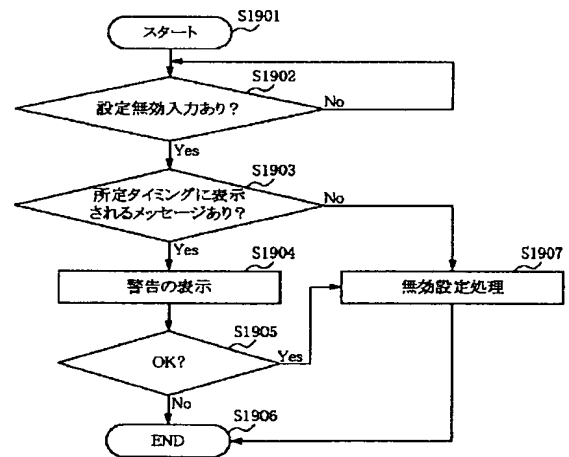 S1901
スタート
S1902
設定無効入力あり?
No
Yes
S1903
所定タイミングに表示
されるメッセージあり?
No
Yes
S1904
警告の表示
S1907
無効設定処理
S1905
OK?
Yes
No
S1906
END